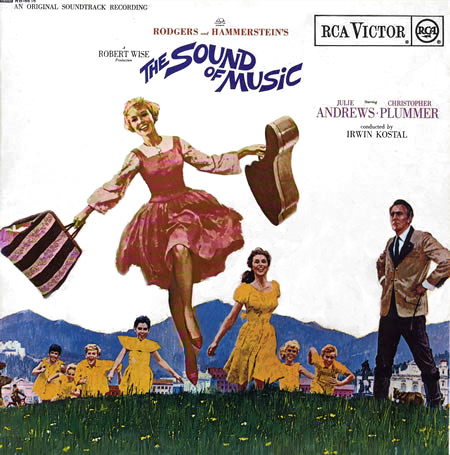 AN ORIGINAL SOUNDTRACK RECORDING
RODGERS and HAMMERSTEIN'S
A
ROBERT WISE
Production
THE SOUND OF MUSIC
RCA VICTOR RCA
JULIE Starring CHRISTOPHER
ANDREWS · PLUMMER
conducted by
IRWIN KOSTAL